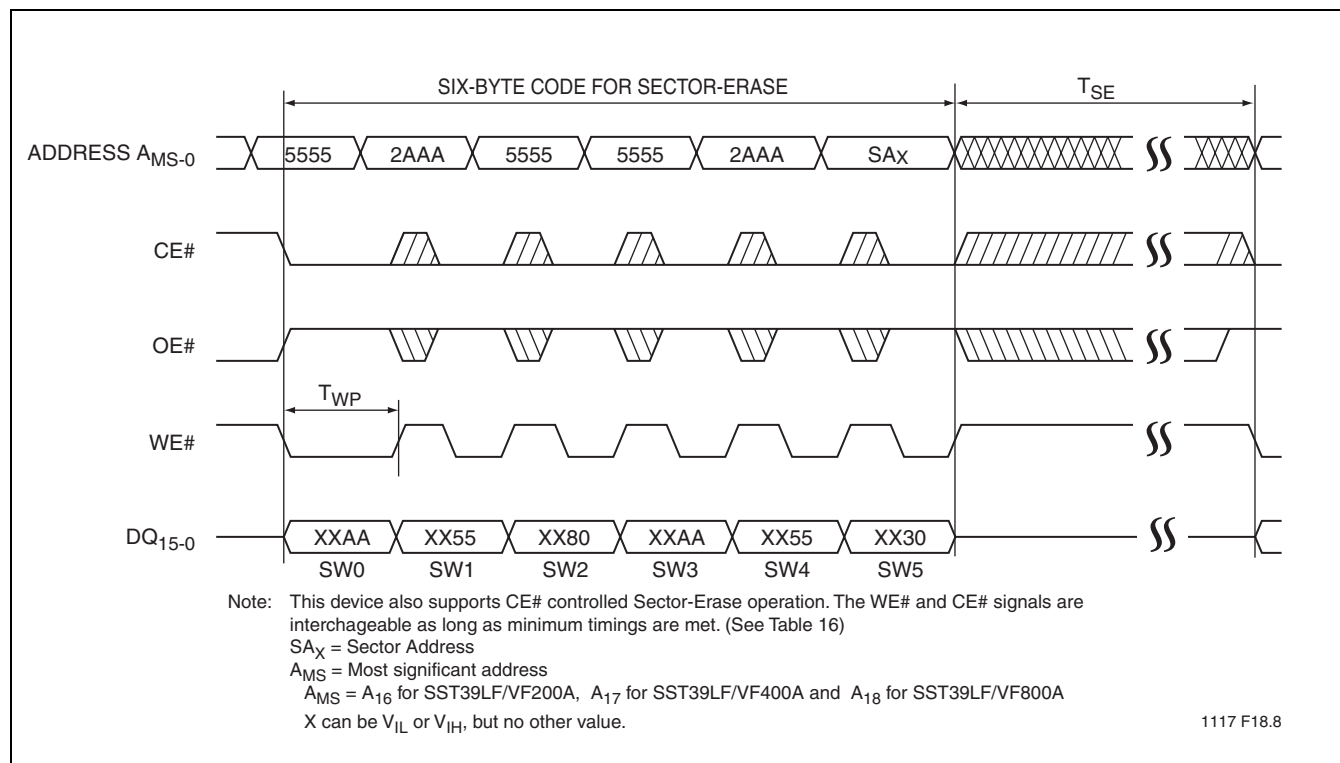 SIX-BYTE CODE FOR SECTOR-ERASE TSE
ADDRESS AMS-0 5555 2AAA 5555 5555 2AAA SAX
CE#
OE#
TWP
WE#
DQ15-0 XXAA XX55 XX80 XXAA XX55 XX30
SW0 SW1 SW2 SW3 SW4 SW5
Note: This device also supports CE# controlled Sector-Erase operation. The WE# and CE# signals are
interchageable as long as minimum timings are met. (See Table 16)
SAX = Sector Address
AMS = Most significant address
AMS = A16 for SST39LF/VF200A, A17 for SST39LF/VF400A and A18 for SST39LF/VF800A
X can be VIL or VIH, but no other value.
1117 F18.8